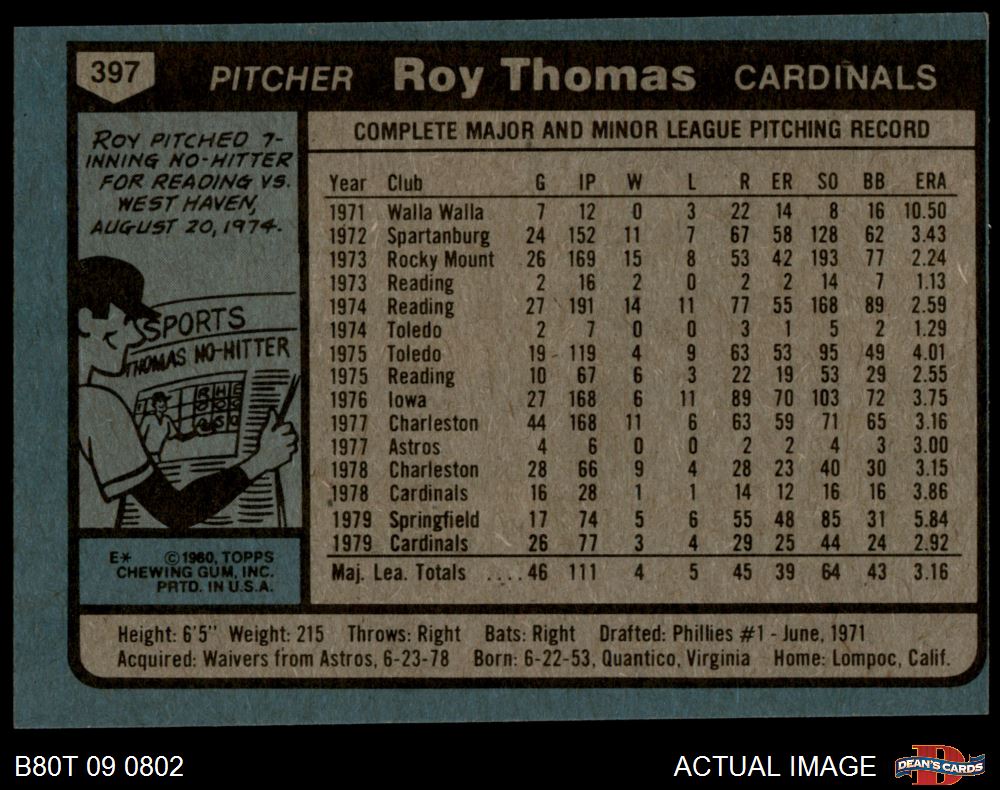 397 PITCHER Roy Thomas CARDINALS
ROY PITCHED 7-
INNING NO-HITTER
FOR READING VS.
WEST HAVEN,
AUGUST 20, 1974.
SPORTS
THOMAS NO-HITTER
R H E
E* ©1980, TOPPS
CHEWING GUM, INC.
PRTD. IN U.S.A.
COMPLETE MAJOR AND MINOR LEAGUE PITCHING RECORD
Year Club G IP W L R ER SO BB ERA
1971 Walla Walla 7 12 0 3 22 14 8 16 10.50
1972 Spartanburg 24 152 11 7 67 58 128 62 3.43
1973 Rocky Mount 26 169 15 8 53 42 193 77 2.24
1973 Reading 2 16 2 0 2 2 14 7 1.13
1974 Reading 27 191 14 11 77 55 168 89 2.59
1974 Toledo 2 7 0 0 3 1 5 2 1.29
1975 Toledo 19 119 4 9 63 53 95 49 4.01
1975 Reading 10 67 6 3 22 19 53 29 2.55
1976 Iowa 27 168 6 11 89 70 103 72 3.75
1977 Charleston 44 168 11 6 63 59 71 65 3.16
1977 Astros 4 6 0 0 2 2 4 3 3.00
1978 Charleston 28 66 9 4 28 23 40 30 3.15
1978 Cardinals 16 28 1 1 14 12 16 16 3.86
1979 Springfield 17 74 5 6 55 48 85 31 5.84
1979 Cardinals 26 77 3 4 29 25 44 24 2.92
Maj. Lea. Totals ....46 111 4 5 45 39 64 43 3.16
Height: 6'5" Weight: 215 Throws: Right Bats: Right Drafted: Phillies #1 - June, 1971
Acquired: Waivers from Astros, 6-23-78 Born: 6-22-53, Quantico, Virginia Home: Lompoc, Calif.
B80T 09 0802 ACTUAL IMAGE DEAN'S CARDS